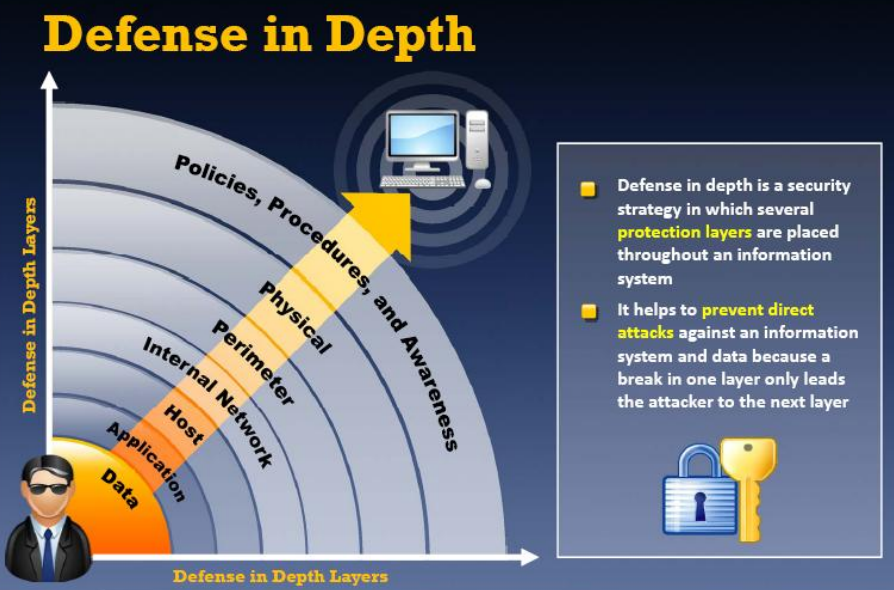 Defense in Depth
Defense in Depth Layers
Policies, Procedures, and Awareness
Physical
Perimeter
Internal Network
Host
Application
Data
Defense in Depth Layers
Defense in depth is a security
strategy in which several
protection layers are placed
throughout an information
system
It helps to prevent direct
attacks against an information
system and data because a
break in one layer only leads
the attacker to the next layer